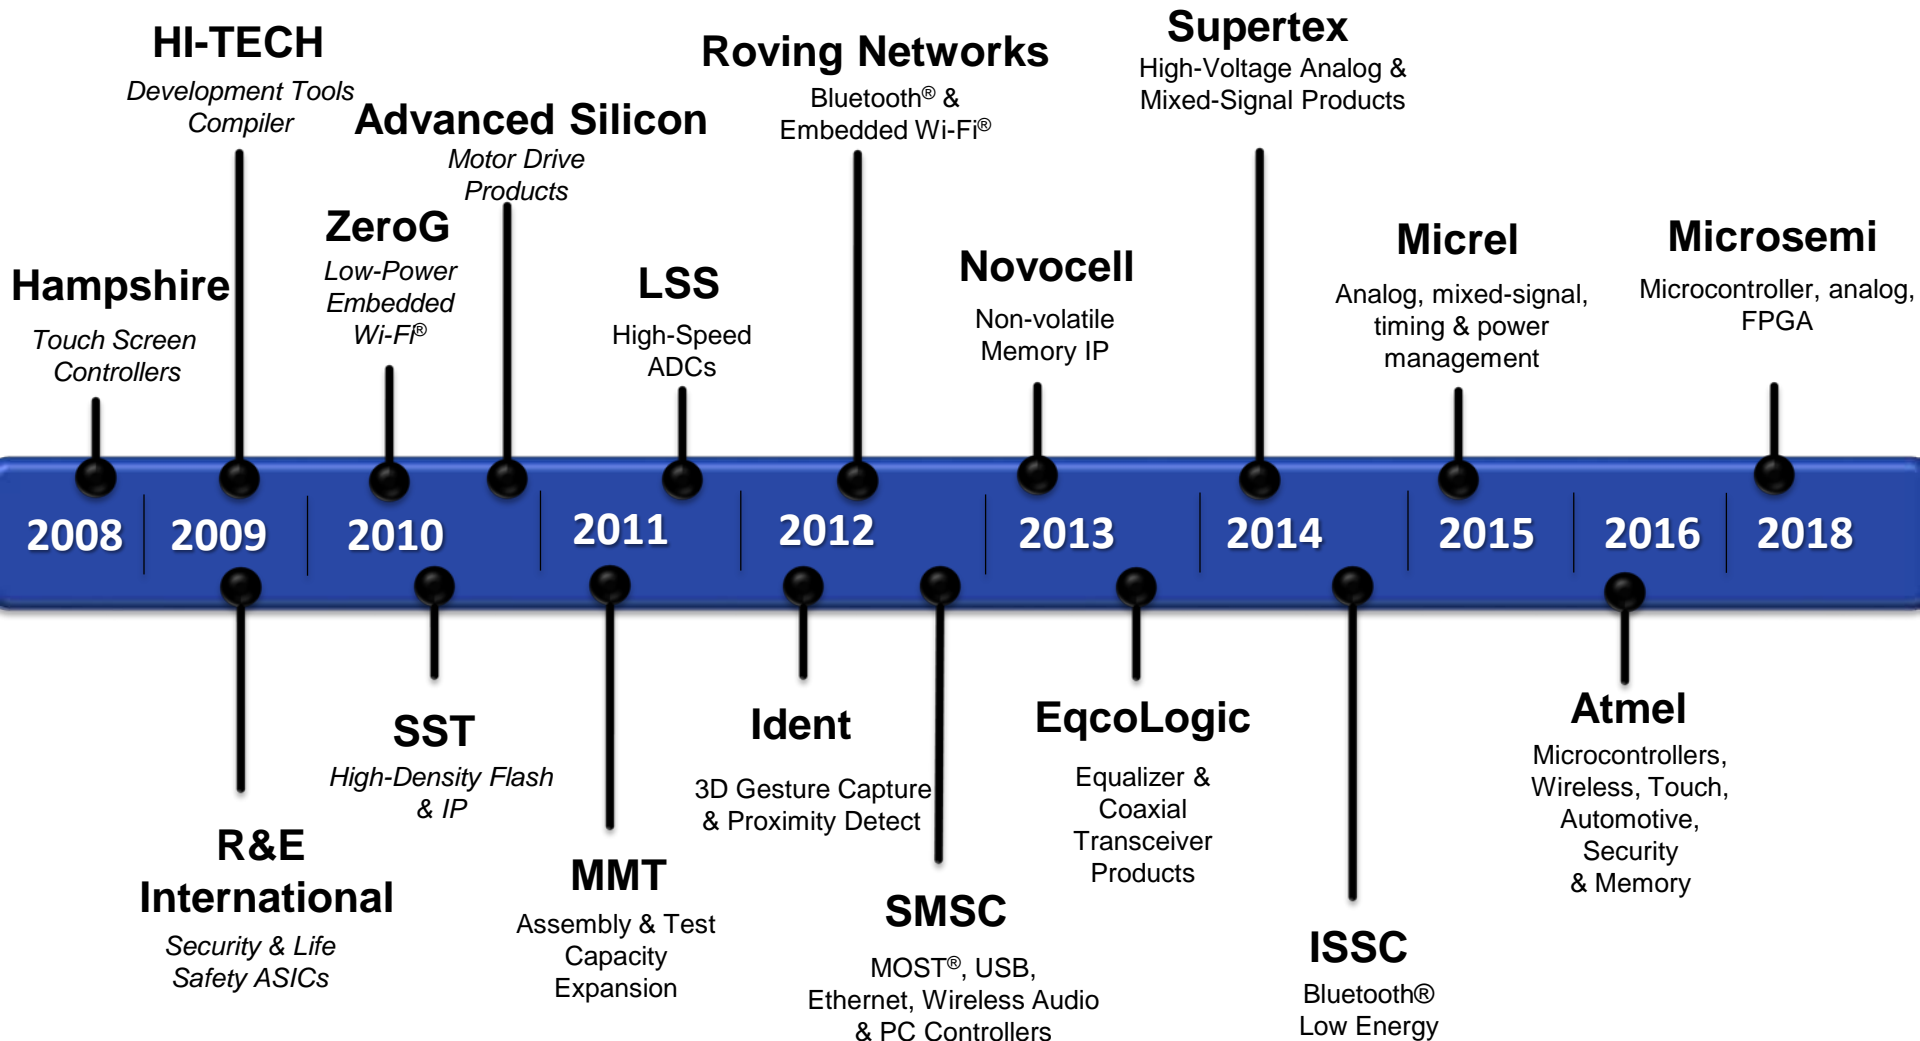 HI-TECH
Development Tools
Compiler
Advanced Silicon
Motor Drive
Products
Roving Networks
Bluetooth® &
Embedded Wi-Fi®
Supertex
High-Voltage Analog &
Mixed-Signal Products
Hampshire
Touch Screen
Controllers
ZeroG
Low-Power
Embedded
Wi-Fi®
LSS
High-Speed
ADCs
Novocell
Non-volatile
Memory IP
Micrel
Analog, mixed-signal,
timing & power
management
Microsemi
Microcontroller, analog,
FPGA
2008
2009
2010
2011
2012
2013
2014
2015
2016
2018
R&E
International
Security & Life
Safety ASICs
SST
High-Density Flash
& IP
MMT
Assembly & Test
Capacity
Expansion
Ident
3D Gesture Capture
& Proximity Detect
SMSC
MOST®, USB,
Ethernet, Wireless Audio
& PC Controllers
EqcoLogic
Equalizer &
Coaxial
Transceiver
Products
ISSC
Bluetooth®
Low Energy
Atmel
Microcontrollers,
Wireless, Touch,
Automotive,
Security
& Memory